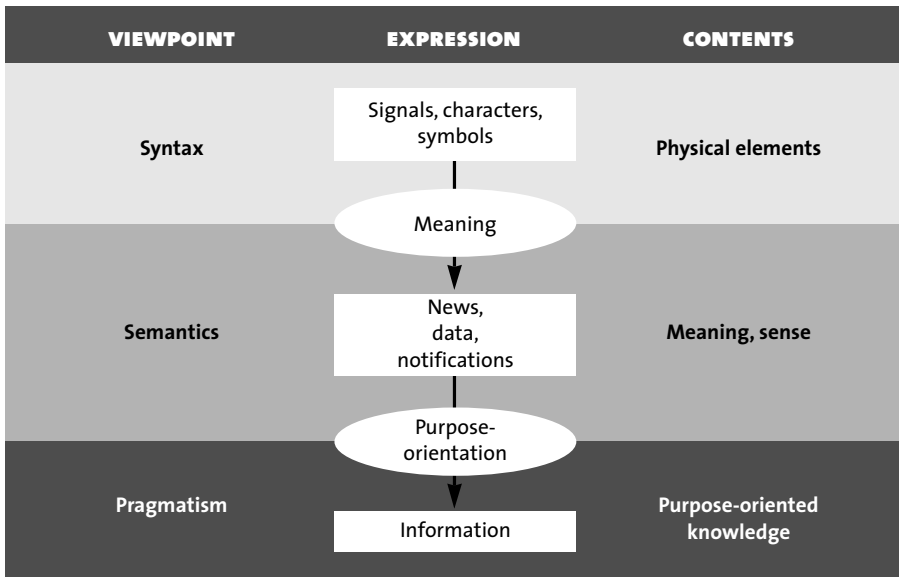 VIEWPOINT EXPRESSION CONTENTS
Signals, characters,
symbols
Syntax
Physical elements
Meaning
News,
data,
notifications
Semantics
Meaning, sense
Purpose-
orientation
Pragmatism
Information
Purpose-oriented
knowledge